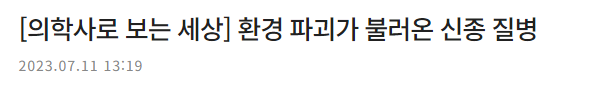 [의학사로 보는 세상] 환경 파괴가 불러온 신종 질병
2023.07.11 13:19